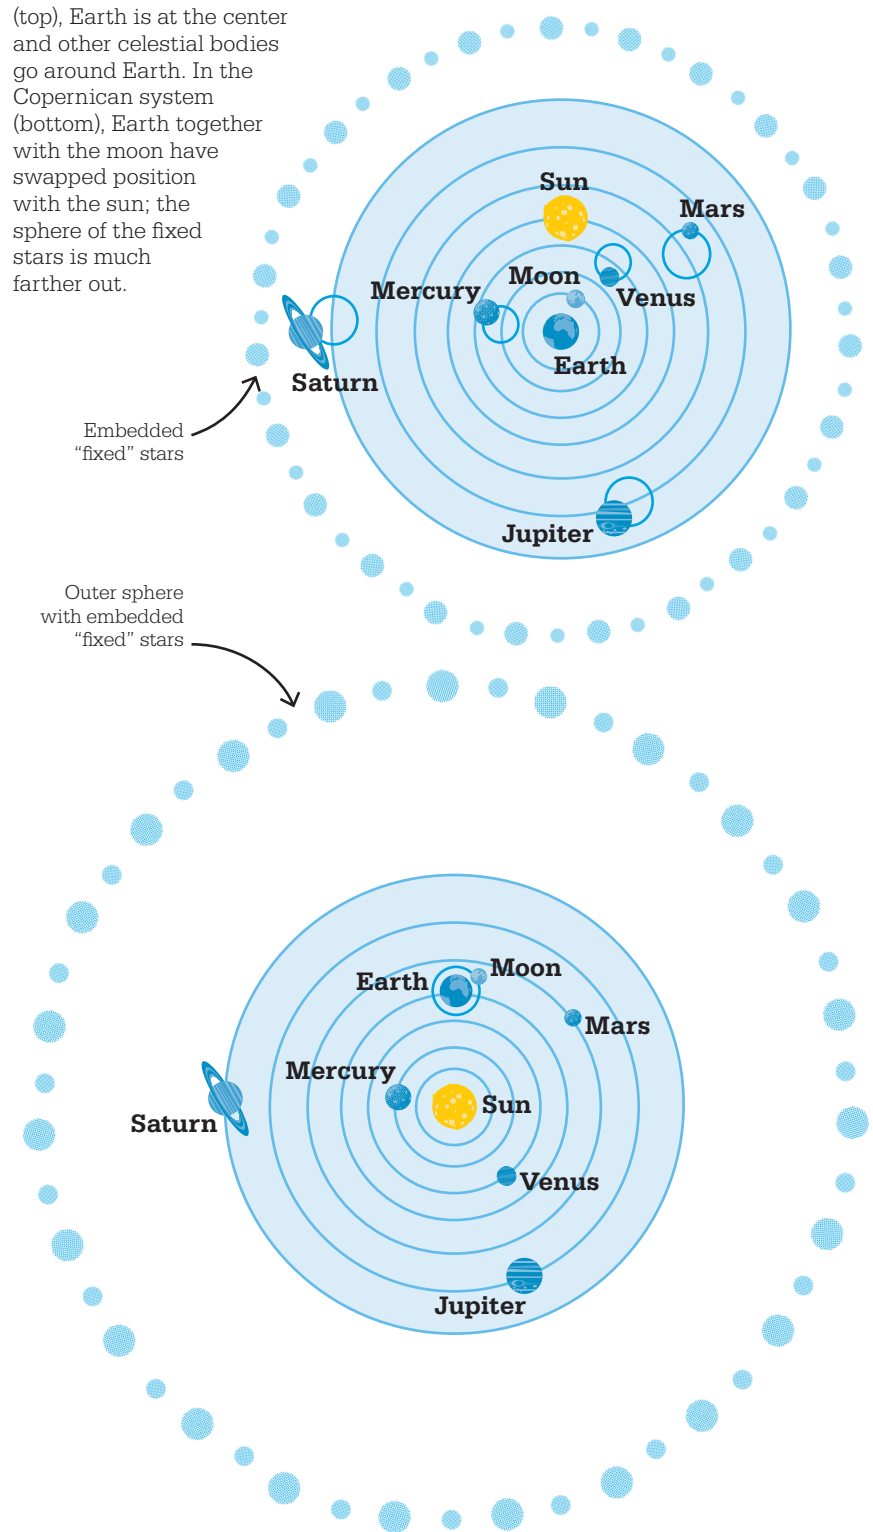 (top), Earth is at the center
and other celestial bodies
go around Earth. In the
Copernican system
(bottom), Earth together
with the moon have
swapped position
with the sun; the
sphere of the fixed
stars is much
farther out.
Sun
Mars
Moon
Mercury
Venus
Earth
Saturn
Embedded
“fixed” stars
Jupiter
Outer sphere
with embedded
“fixed” stars
Moon
Earth
Mars
Mercury
Sun
Saturn
Venus
Jupiter